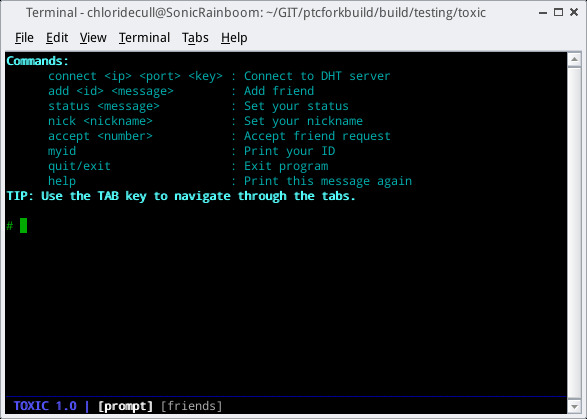 Terminal - chloridecull@SonicRainboom: ~/GIT/ptcforkbuild/build/testing/toxic
File Edit View Terminal Tabs Help
Commands:
connect <ip> <port> <key> : Connect to DHT server
add <id> <message> : Add friend
status <message> : Set your status
nick <nickname> : Set your nickname
accept <number> : Accept friend request
myid : Print your ID
quit/exit : Exit program
help : Print this message again
TIP: Use the TAB key to navigate through the tabs.
#
TOXIC 1.0 | [prompt] [friends]